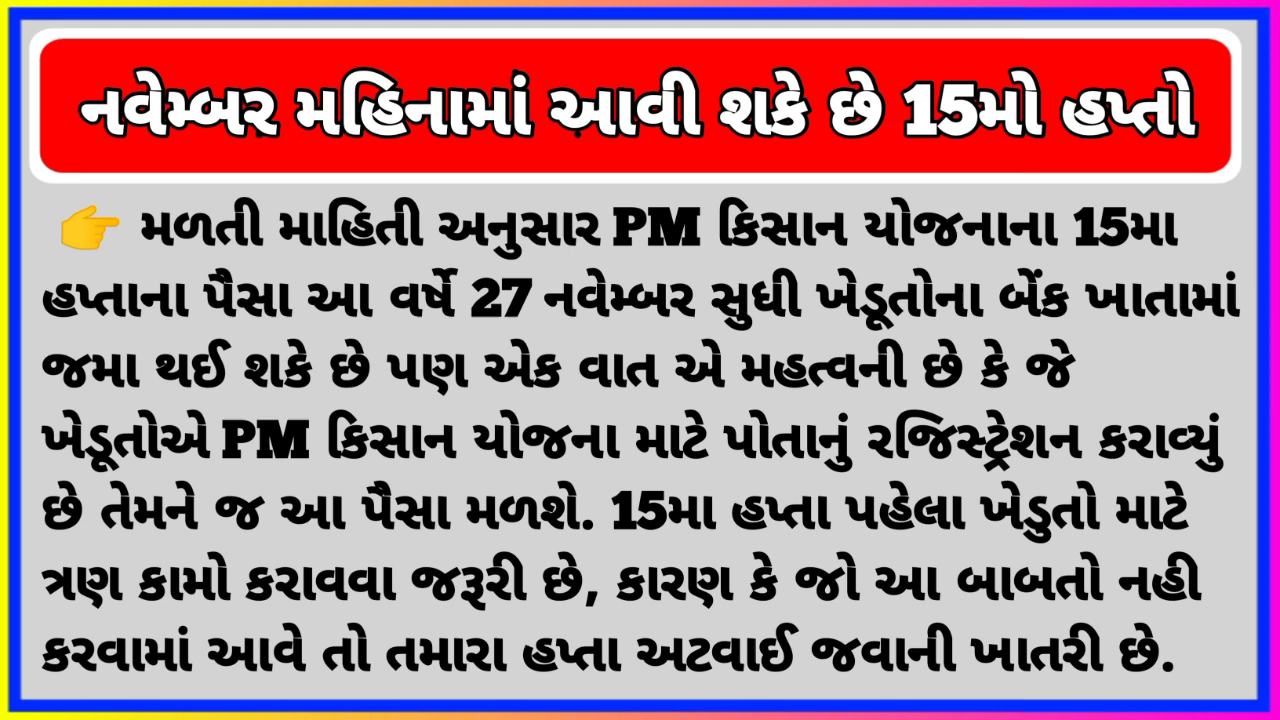 નવેમ્બર મહિનામાં આવી શકે છે 15મો હપ્તો
👉 મળતી માહિતી અનુસાર PM કિસાન યોજનાના 15મા
હપ્તાના પૈસા આ વર્ષે 27 નવેમ્બર સુધી ખેડૂતોના બેંક ખાતામાં
જમા થઈ શકે છે પણ એક વાત એ મહત્વની છે કે જે
ખેડૂતોએ PM કિસાન યોજના માટે પોતાનું રજિસ્ટ્રેશન કરાવ્યું
છે તેમને જ આ પૈસા મળશે. 15મા હપ્તા પહેલા ખેડુતો માટે
ત્રણ કામો કરાવવા જરૂરી છે, કારણ કે જો આ બાબતો નહી
કરવામાં આવે તો તમારા હપ્તા અટવાઈ જવાની ખાતરી છે.